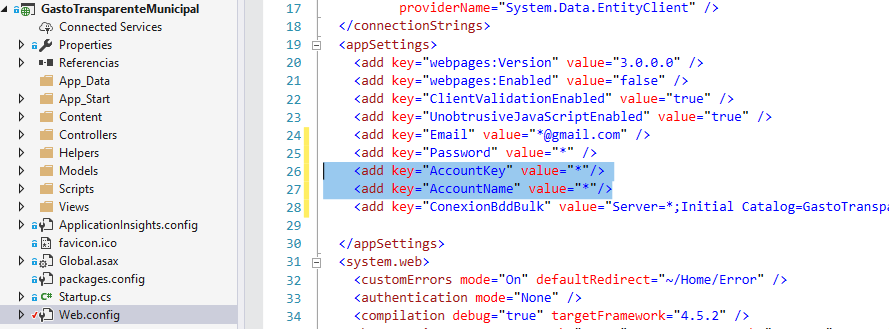 GastoTransparenteMunicipal
Connected Services
Properties
Referencias
App_Data
App_Start
Content
Controllers
Helpers
Models
Scripts
Views
ApplicationInsights.config
favicon.ico
Global.asax
packages.config
Startup.cs
Web.config
17 providerName="System.Data.EntityClient" />
18 </connectionStrings>
19 <appSettings>
20 <add key="webpages:Version" value="3.0.0.0" />
21 <add key="webpages:Enabled" value="false" />
22 <add key="ClientValidationEnabled" value="true" />
23 <add key="UnobtrusiveJavaScriptEnabled" value="true" />
24 <add key="Email" value="*@gmail.com" />
25 <add key="Password" value="*" />
26 <add key="AccountKey" value="*"/>
27 <add key="AccountName" value="*"/>
28 <add key="ConexionBddBulk" value="Server=*;Initial Catalog=GastoTranspa
29
30 </appSettings>
31 <system.web>
32 <customErrors mode="On" defaultRedirect="~/Home/Error" />
33 <authentication mode="None" />
34 <compilation debug="true" targetFramework="4.5.2" />